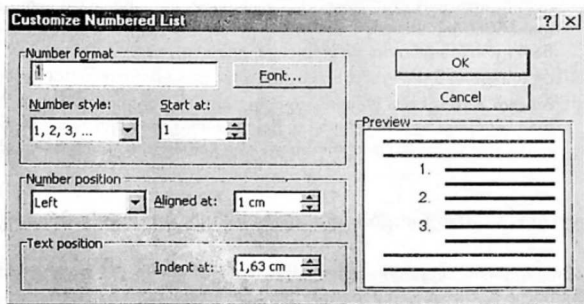 Customize Numbered List ? ×
Number format
1.
Font...
Number style: Start at:
1, 2, 3, ... 1
Number position
Left Aligned at: 1 cm
Text position
Indent at: 1,63 cm
OK
Cancel
Preview
1.
2.
3.